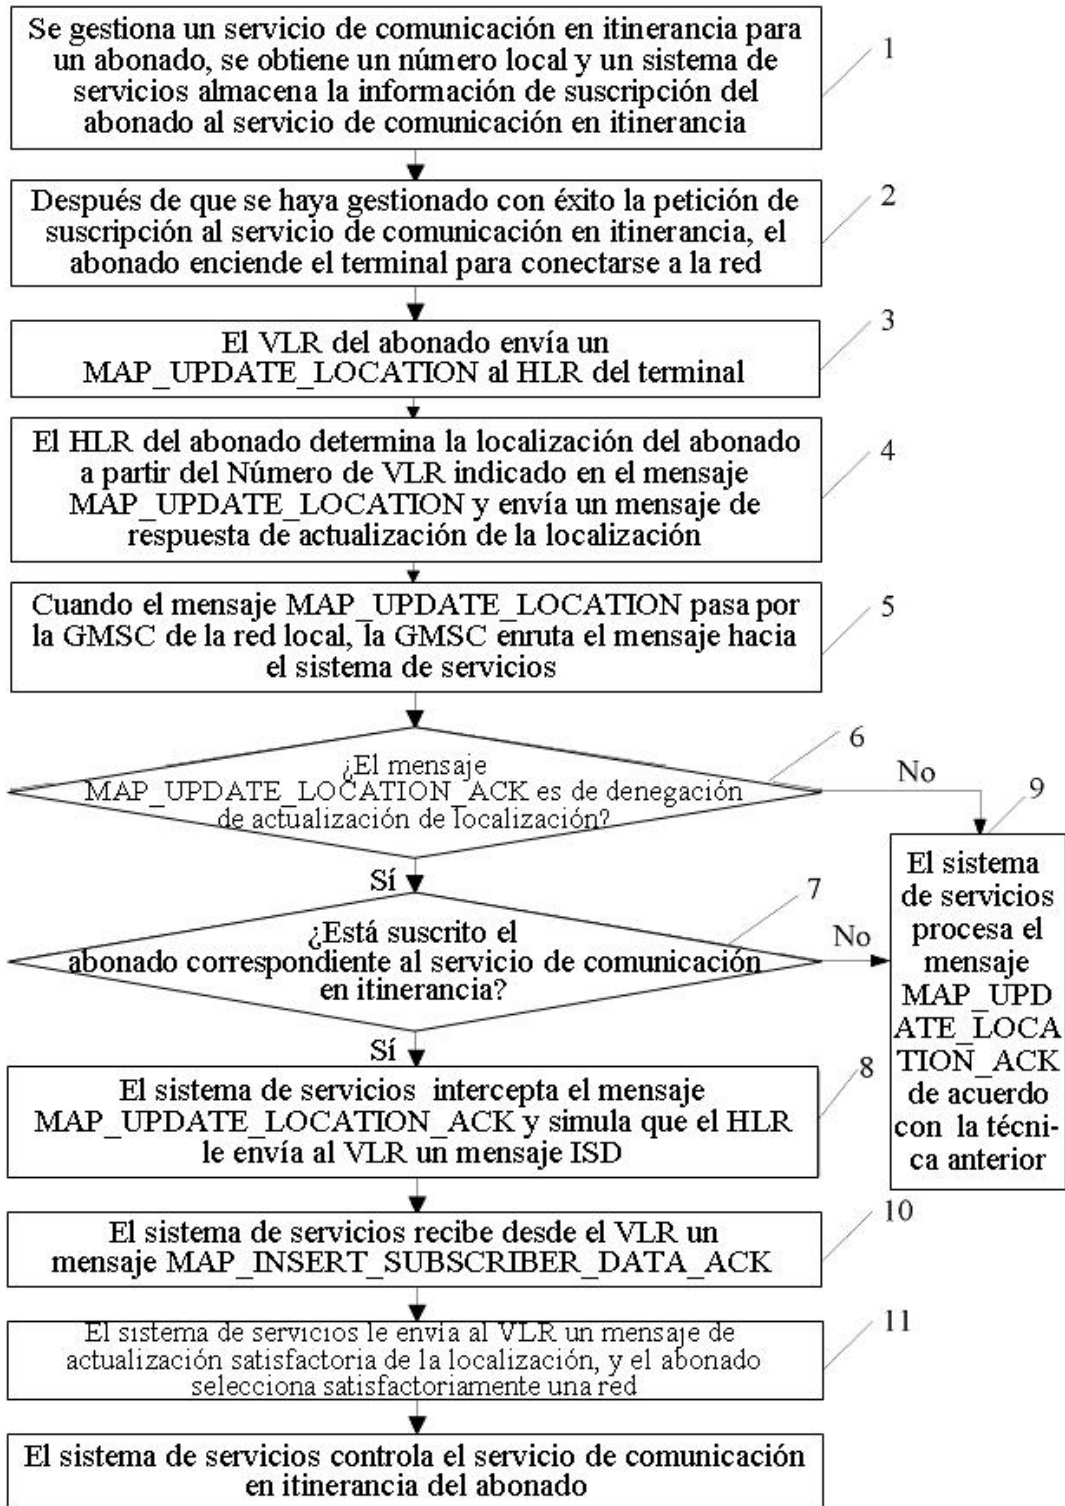 Se gestiona un servicio de comunicación en itinerancia para
un abonado, se obtiene un número local y un sistema de
servicios almacena la información de suscripción del
abonado al servicio de comunicación en itinerancia
1
Después de que se haya gestionado con éxito la petición de
suscripción al servicio de comunicación en itinerancia, el
abonado enciende el terminal para conectarse a la red
2
El VLR del abonado envía un
MAP_UPDATE_LOCATION al HLR del terminal
3
El HLR del abonado determina la localización del abonado
a partir del Número de VLR indicado en el mensaje
MAP_UPDATE_LOCATION y envía un mensaje de
respuesta de actualización de la localización
4
Cuando el mensaje MAP_UPDATE_LOCATION pasa por
la GMSC de la red local, la GMSC enruta el mensaje hacia
el sistema de servicios
5
¿El mensaje
MAP_UPDATE_LOCATION_ACK es de denegación
de actualización de localización?
6
No
Sí
¿Está suscrito el
abonado correspondiente al servicio de comunicación
en itinerancia?
7
No
Sí
9
El sistema
de servicios
procesa el
mensaje
MAP_UPD
ATE_LOCA
TION_ACK
de acuerdo
con la técni-
ca anterior
El sistema de servicios intercepta el mensaje
MAP_UPDATE_LOCATION_ACK y simula que el HLR
le envía al VLR un mensaje ISD
8
El sistema de servicios recibe desde el VLR un
mensaje MAP_INSERT_SUBSCRIBER_DATA_ACK
10
El sistema de servicios le envía al VLR un mensaje de
actualización satisfactoria de la localización, y el abonado
selecciona satisfactoriamente una red
11
El sistema de servicios controla el servicio de comunicación
en itinerancia del abonado